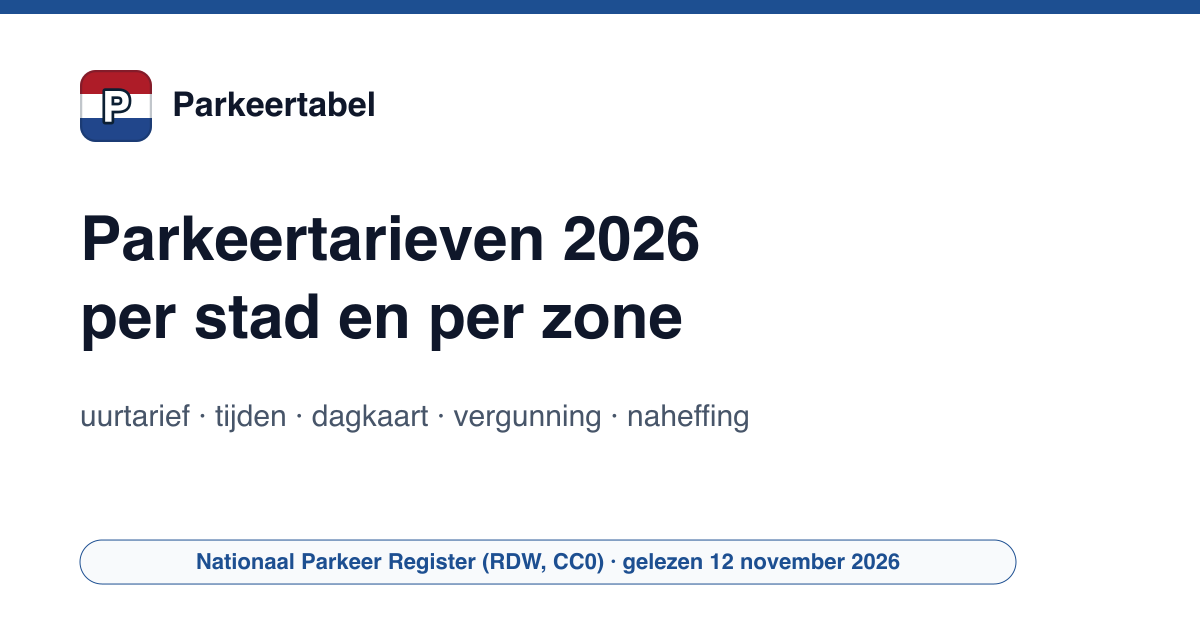 P
Parkeertabel
Parkeertarieven 2026
per stad en per zone
uurtarief · tijden · dagkaart · vergunning · naheffing
Nationaal Parkeer Register (RDW, CC0) · gelezen 12 november 2026